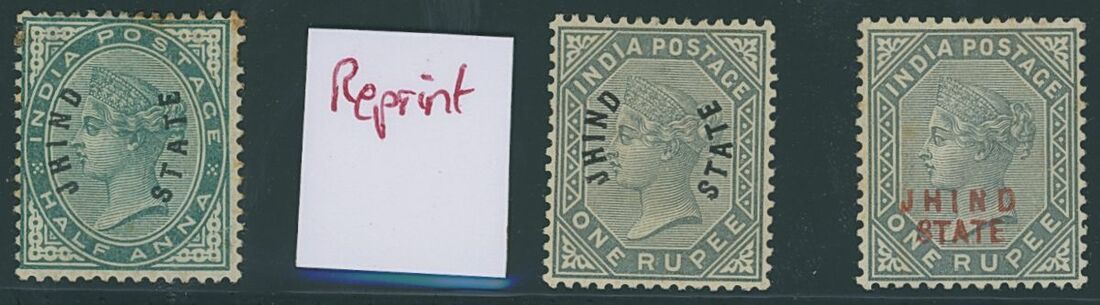 INDIA POSTAGE
JHIND
STATE
HALF ANNA
Reprint
INDIA POSTAGE
JHIND
STATE
ONE RUPEE
INDIA POSTAGE
JHIND
STATE
ONE RUPEE